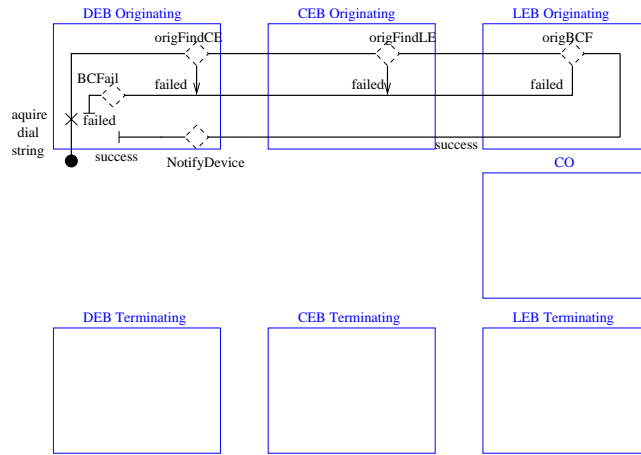 DEB Originating
CEB Originating
LEB Originating
origFindCE
origFindLE
origBCF
BCFail
failed
failed
failed
aquire
dial
string
failed
success
success
NotifyDevice
CO
DEB Terminating
CEB Terminating
LEB Terminating